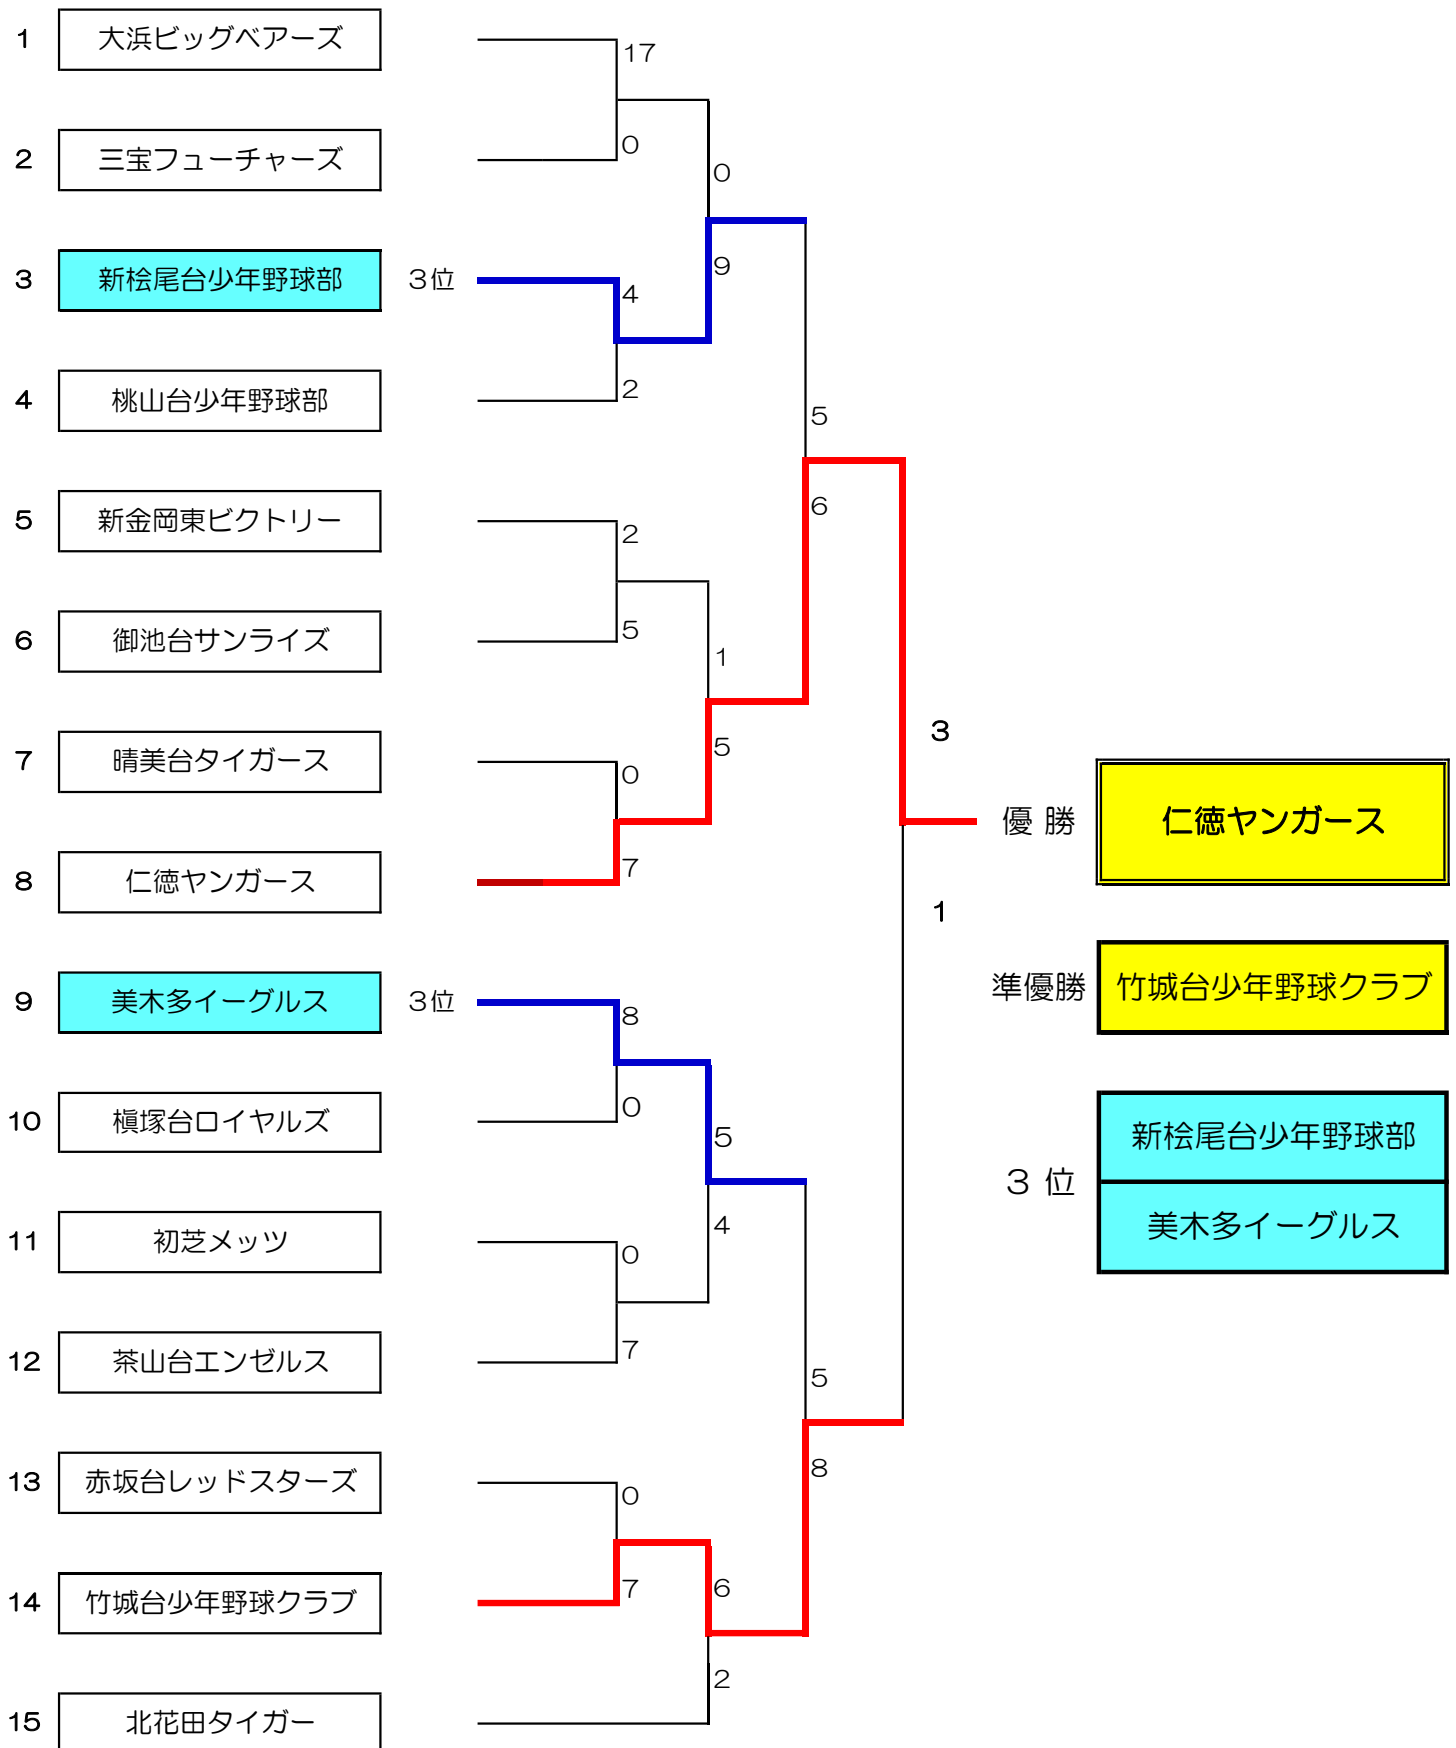 1 大浜ビッグベアーズ
17
2 三宝フューチャーズ
0
0
3 新桧尾台少年野球部 3位
4
9
4 桃山台少年野球部
2
5
5 新金岡東ビクトリー
2
6
6 御池台サンライズ
5
1
7 晴美台タイガース
0
5
3
8 仁徳ヤンガース
7
優 勝 仁徳ヤンガース
1
9 美木多イーグルス 3位
8
準優勝 竹城台少年野球クラブ
10 槇塚台ロイヤルズ
0
5
3 位
新桧尾台少年野球部
美木多イーグルス
11 初芝メッツ
0
4
12 茶山台エンゼルス
7
5
13 赤坂台レッドスターズ
0
8
14 竹城台少年野球クラブ
7
6
15 北花田タイガー
2